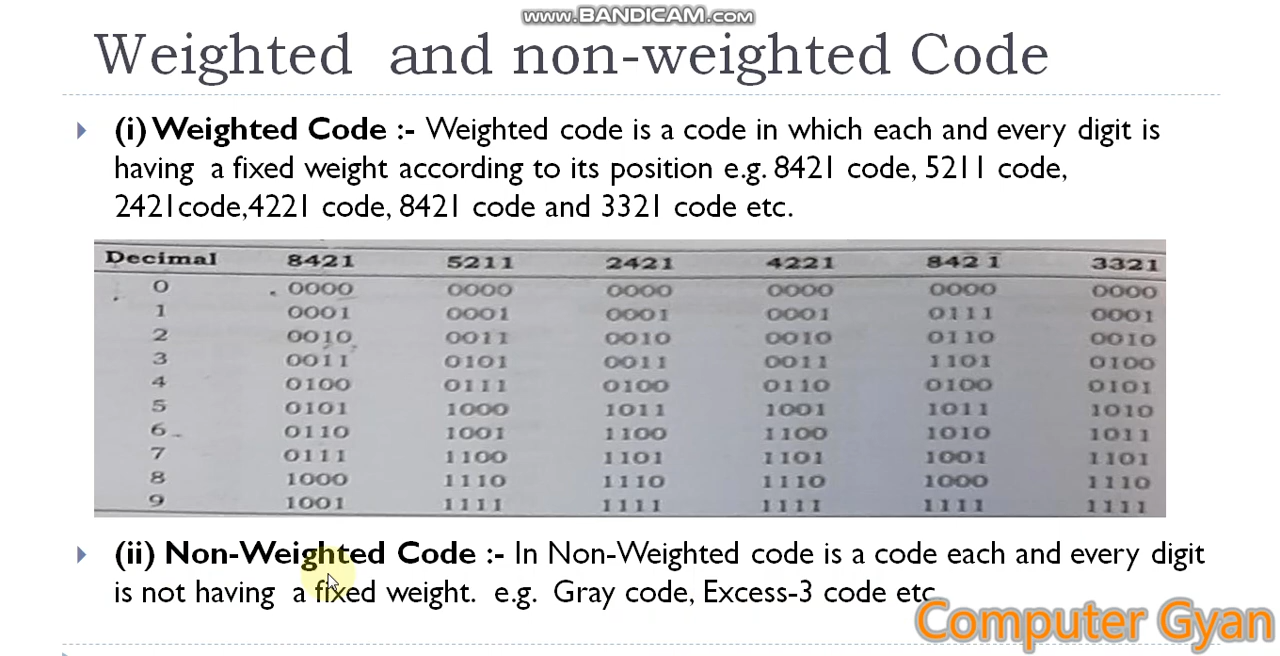 www.BANDICAM.com
Weighted and non-weighted Code
(i) Weighted Code :- Weighted code is a code in which each and every digit is
having a fixed weight according to its position e.g. 8421 code, 5211 code,
2421code,4221 code, 8421 code and 3321 code etc.
Decimal 8421 5211 2421 4221 842̄1̄ 3321
0 0000 0000 0000 0000 0000 0000
1 0001 0001 0001 0001 0111 0001
2 0010 0011 0010 0010 0110 0010
3 0011 0101 0011 0011 1101 0100
4 0100 0111 0100 0110 0100 0101
5 0101 1000 1011 1001 1011 1010
6 0110 1001 1100 1100 1010 1011
7 0111 1100 1101 1101 1001 1101
8 1000 1110 1110 1110 1000 1110
9 1001 1111 1111 1111 1111 1111
(ii) Non-Weighted Code :- In Non-Weighted code is a code each and every digit
is not having a fixed weight. e.g. Gray code, Excess-3 code etc
Computer Gyan